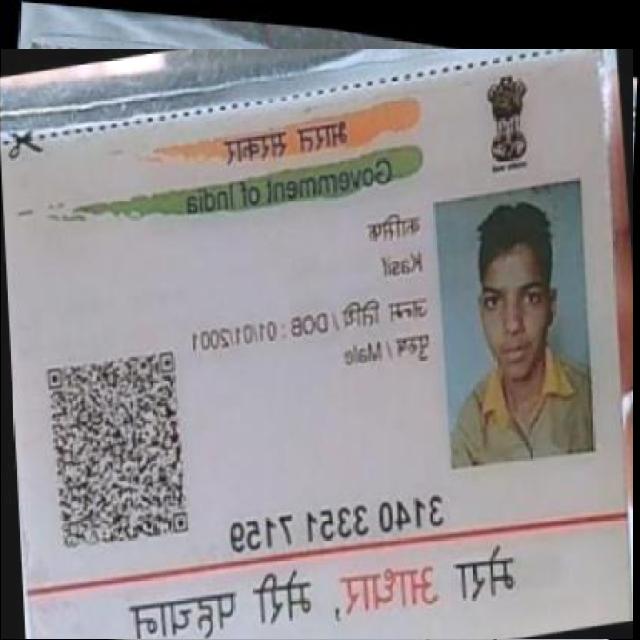 भारत सरकार
Government of India
कासिफ
Kasif
जन्म तिथि / DOB : 01/01/2001
पुरुष / Male
3140 3351 7159
मेरा आधार, मेरी पहचान